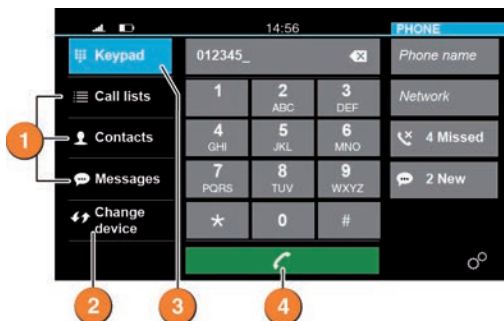 14:56
PHONE
Keypad
012345_
Phone name
Call lists
1
2
ABC
3
DEF
Network
Contacts
4
GHI
5
JKL
6
MNO
4 Missed
Messages
7
PQRS
8
TUV
9
WXYZ
2 New
Change
device
*
0
#
1
2
3
4